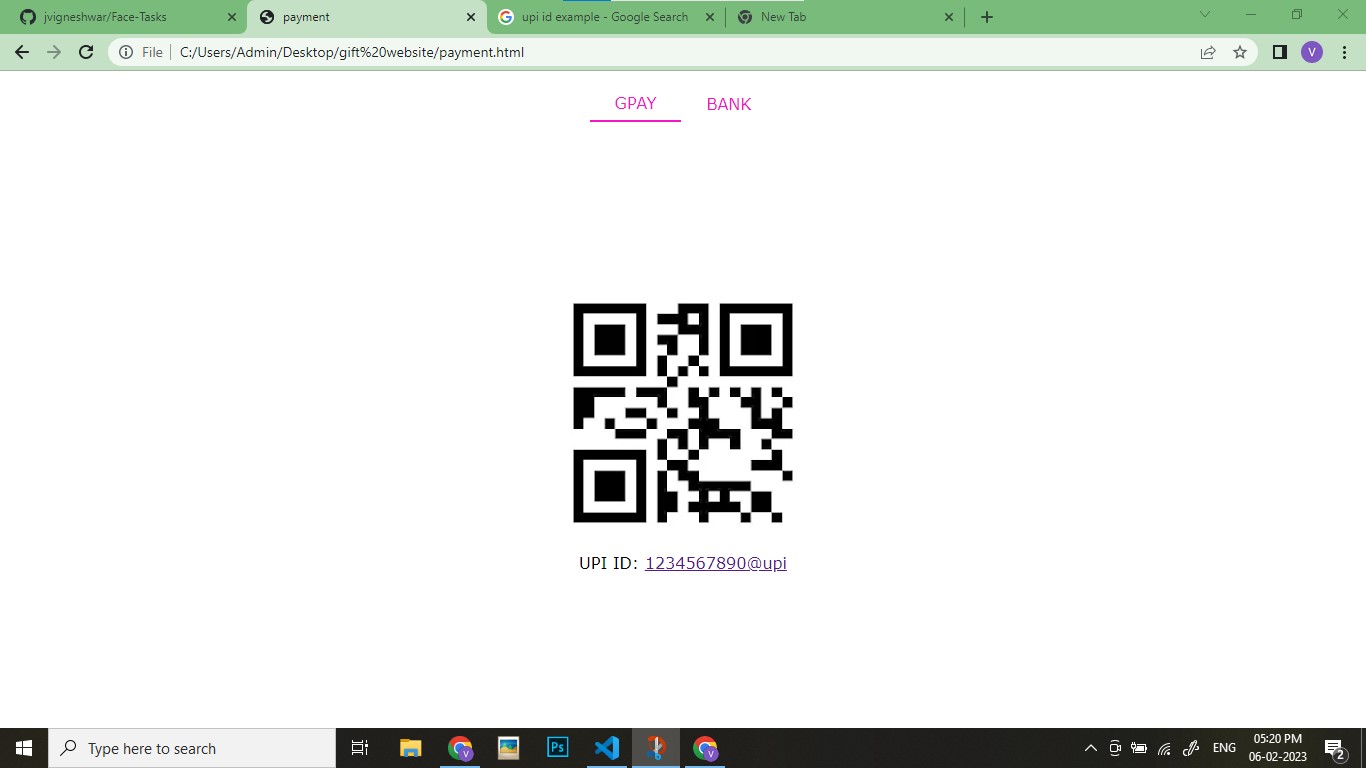 jvigneshwar/Face-Tasks
payment
upi id example - Google Search
New Tab
File
C:/Users/Admin/Desktop/gift%20website/payment.html
V
GPAY
BANK
UPI ID: 1234567890@upi
Type here to search
Ps
V
V
ENG
05:20 PM
06-02-2023
2